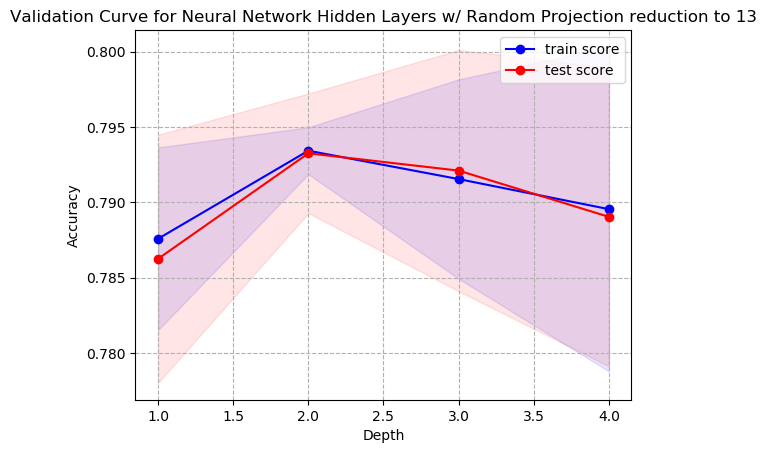 Validation Curve for Neural Network Hidden Layers w/ Random Projection reduction to 13
train score
test score
0.800
0.795
0.790
0.785
0.780
Accuracy
1.0 1.5 2.0 2.5 3.0 3.5 4.0
Depth